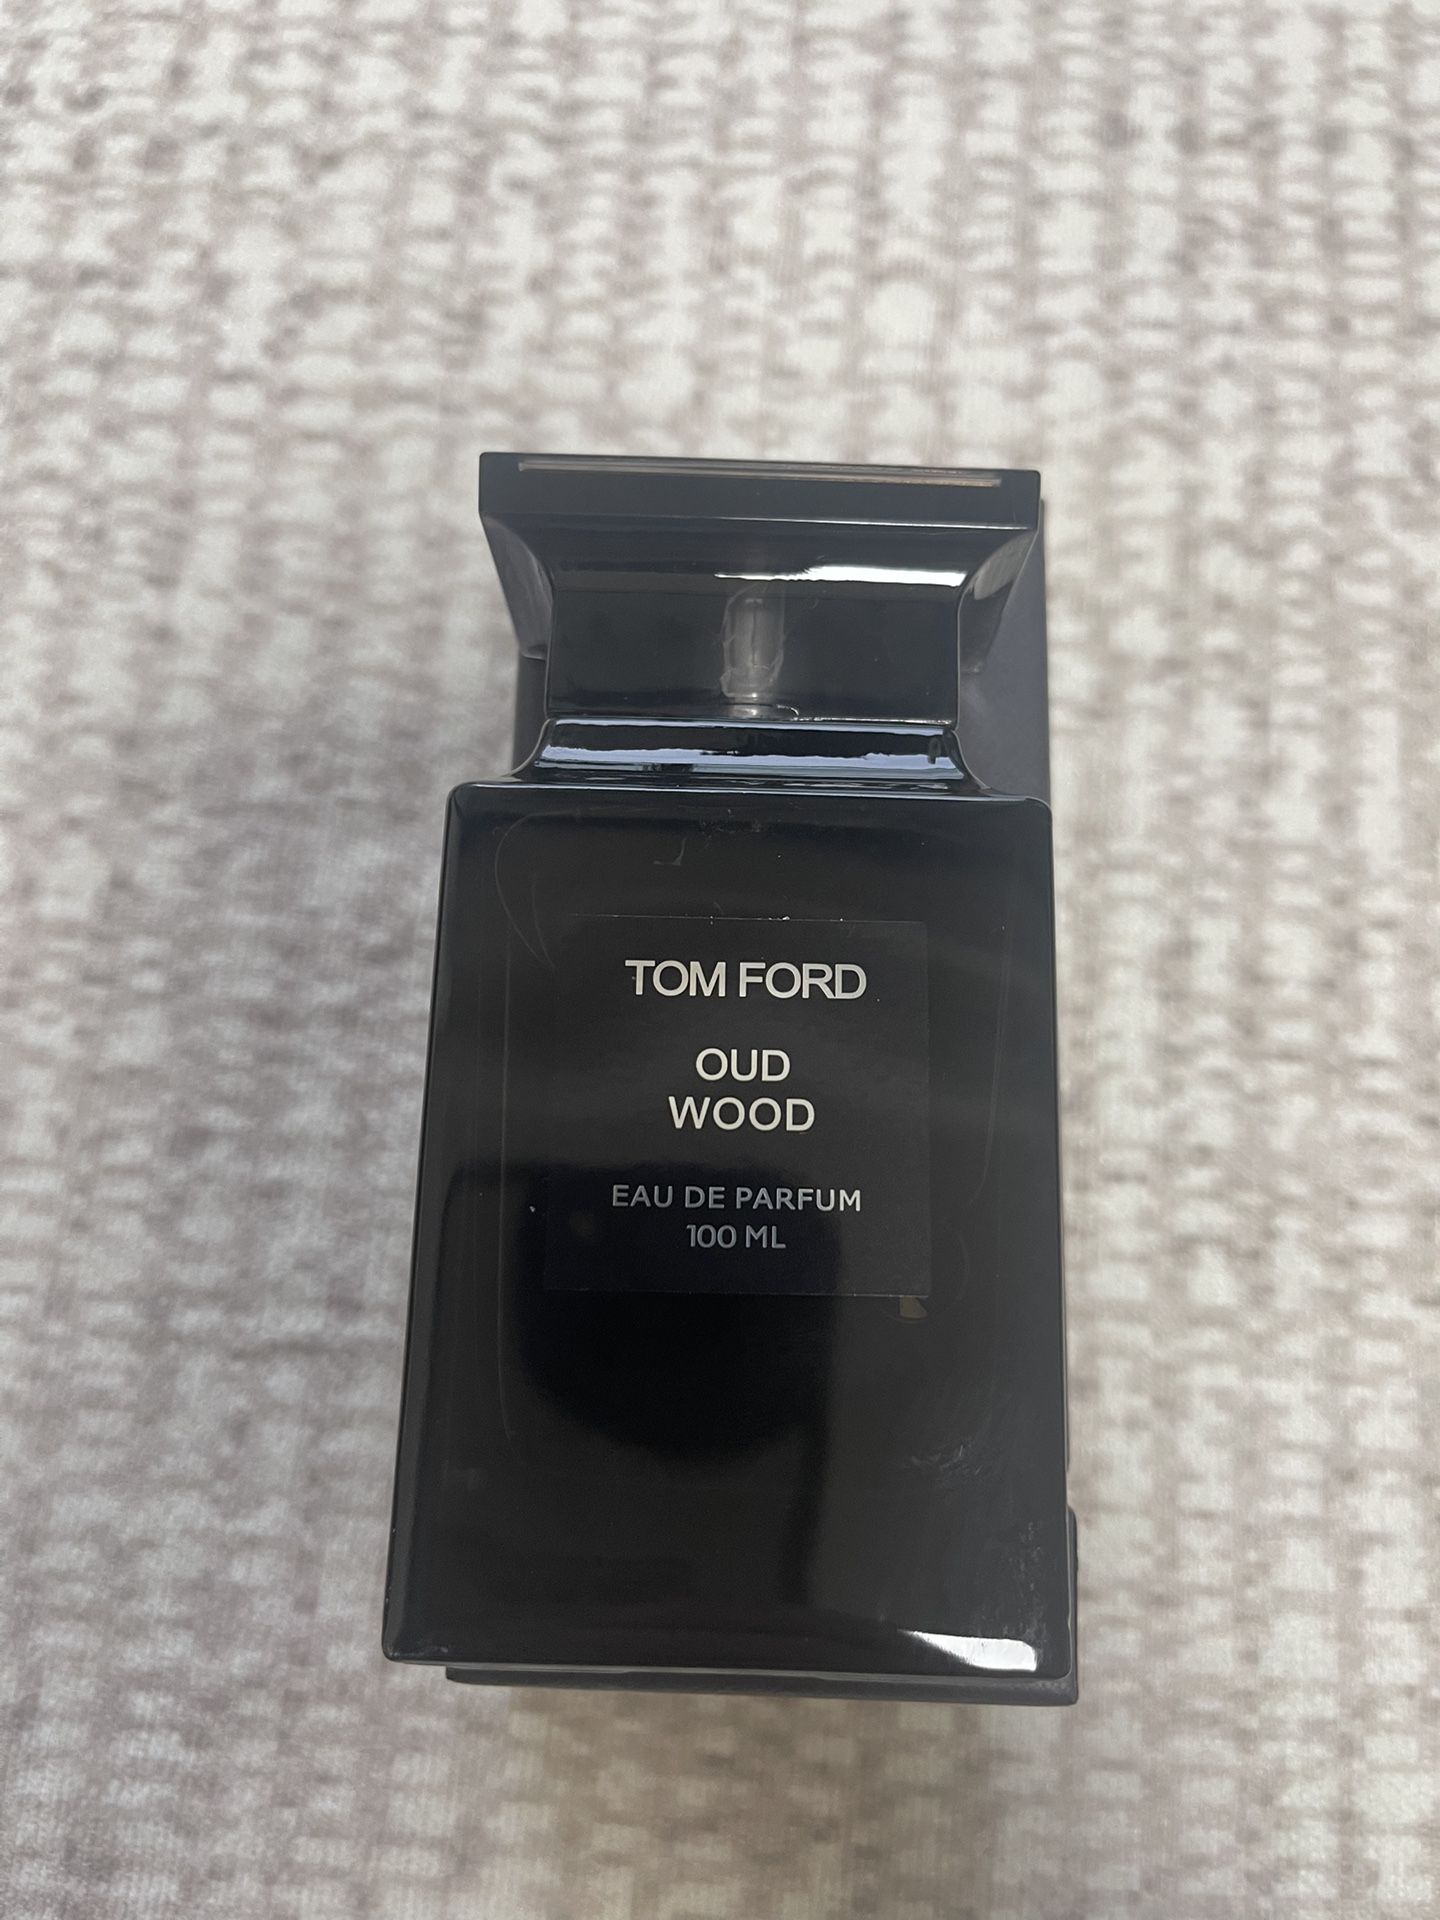 TOM FORD
OUD
WOOD
EAU DE PARFUM
100 ML